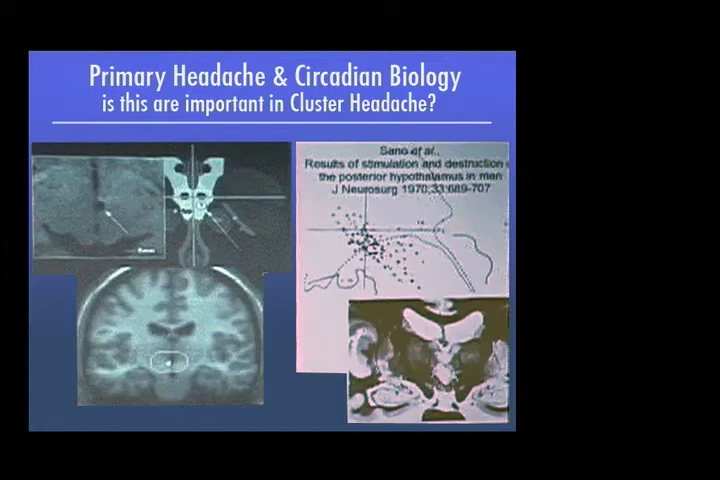 Primary Headache & Circadian Biology
is this are important in Cluster Headache?
Sano et al.,
Results of stimulation and destruction
the posterior hypothalamus in man
J Neurosurg 1970;33:689-707